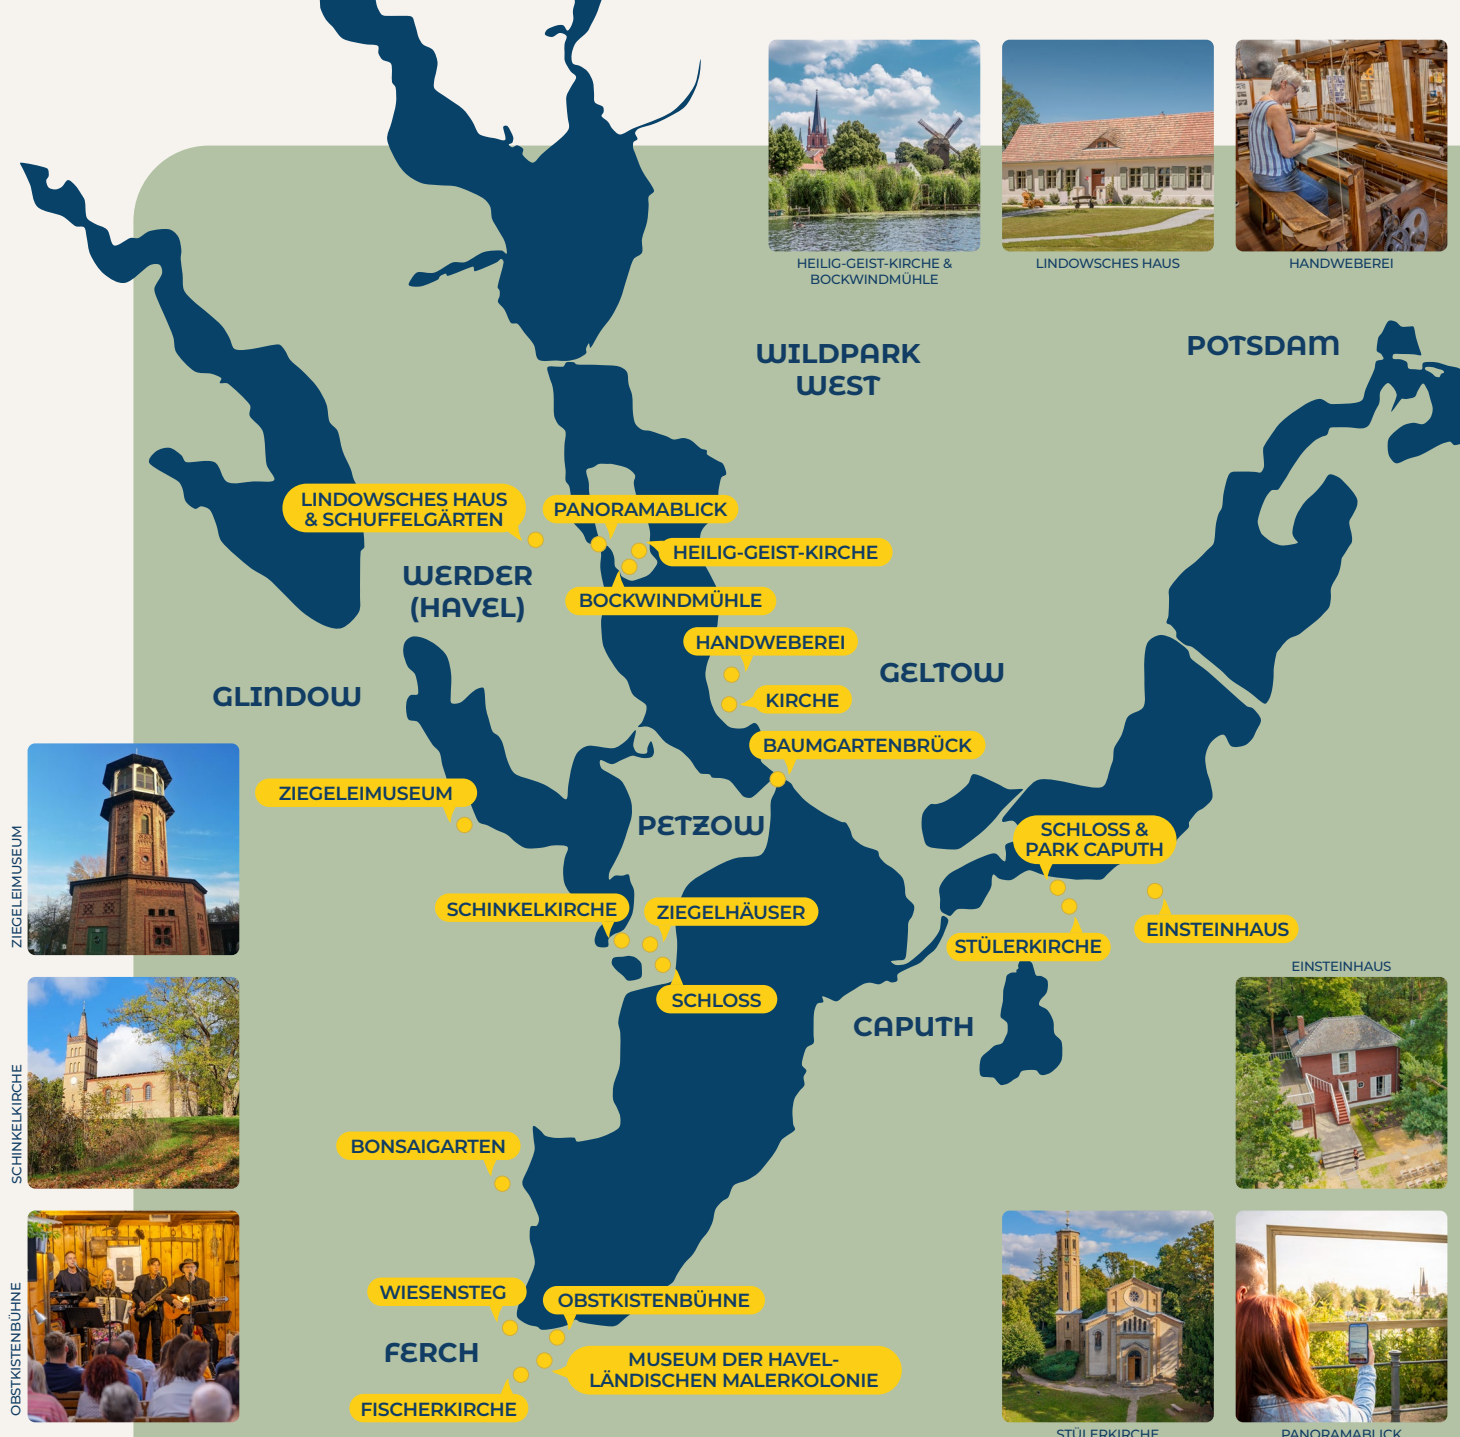 HEILIG-GEIST-KIRCHE &
BOCKWINDMÜHLE
LINDOWSCHES HAUS
HANDWEBEREI
WILDPARK
WEST
POTSDAM
LINDOWSCHES HAUS
& SCHUFFELGÄRTEN
PANORAMABLICK
HEILIG-GEIST-KIRCHE
WERDER
(HAVEL)
BOCKWINDMÜHLE
HANDWEBEREI
GELTOW
GLINDOW
KIRCHE
BAUMGARTENBRÜCK
ZIEGELEIMUSEUM
PETZOW
SCHLOSS &
PARK CAPUTH
ZIEGELEIMUSEUM
SCHINKELKIRCHE
ZIEGELHÄUSER
EINSTEINHAUS
STÜLERKIRCHE
EINSTEINHAUS
SCHLOSS
CAPUTH
SCHINKELKIRCHE
BONSAIGARTEN
WIESENSTEG
OBSTKISTENBÜHNE
OBSTKISTENBÜHNE
FERCH
MUSEUM DER HAVEL-
LÄNDISCHEN MALERKOLONIE
FISCHERKIRCHE
STÜLERKIRCHE
PANORAMABLICK